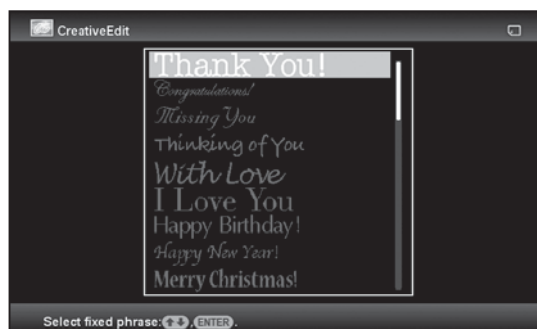 CreativeEdit
Thank You!
Congratulations!
Missing You
Thinking of You
With Love
I Love You
Happy Birthday!
Happy New Year!
Merry Christmas!
Select fixed phrase:,ENTER.